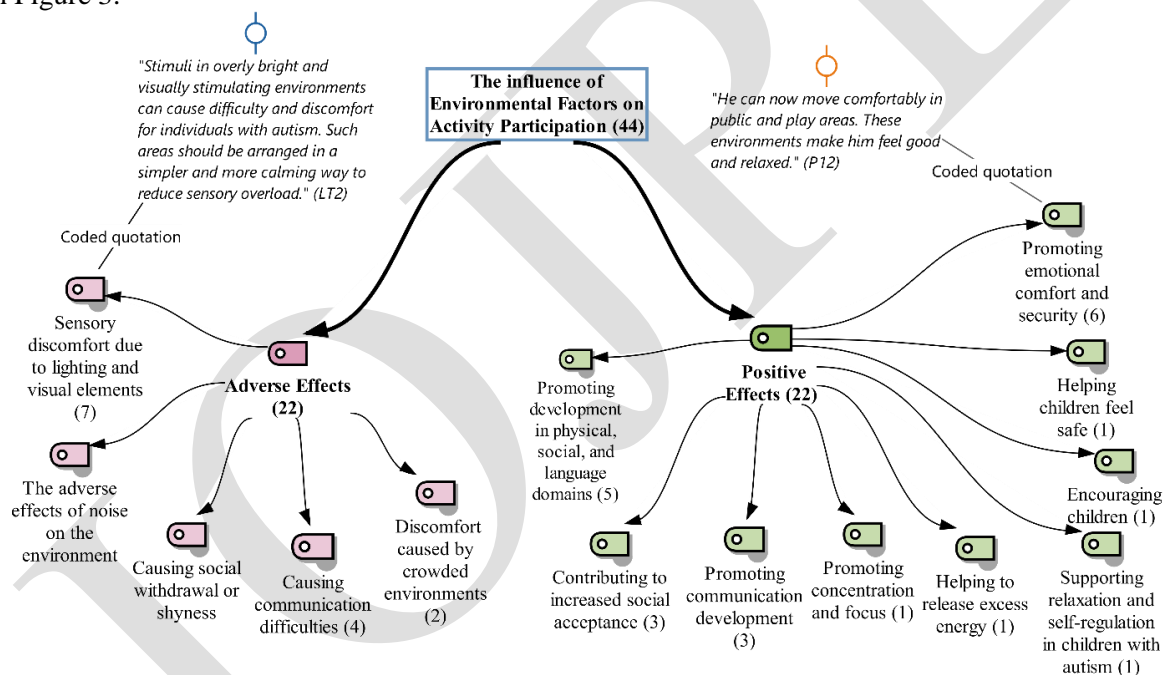 n Figure 3.
"Stimuli in overly bright and
visually stimulating environments
can cause difficulty and discomfort
for individuals with autism. Such
areas should be arranged in a
simpler and more calming way to
reduce sensory overload." (LT2)
The influence of
Environmental Factors on
Activity Participation (44)
"He can now move comfortably in
public and play areas. These
environments make him feel good
and relaxed." (P12)
Coded quotation
Coded quotation
Sensory
discomfort due
to lighting and
visual elements
(7)
Adverse Effects
(22)
The adverse
effects of noise
on the
environment
Causing social
withdrawal or
shyness
Causing
communication
difficulties (4)
Discomfort
caused by
crowded
environments
(2)
Positive
Effects (22)
Promoting
emotional
comfort and
security (6)
Promoting
development
in physical,
social, and
language
domains (5)
Helping
children feel
safe (1)
Encouraging
children (1)
Contributing to
increased social
acceptance (3)
Promoting
communication
development
(3)
Promoting
concentration
and focus (1)
Helping to
release excess
energy (1)
Supporting
relaxation and
self-regulation
in children with
autism (1)